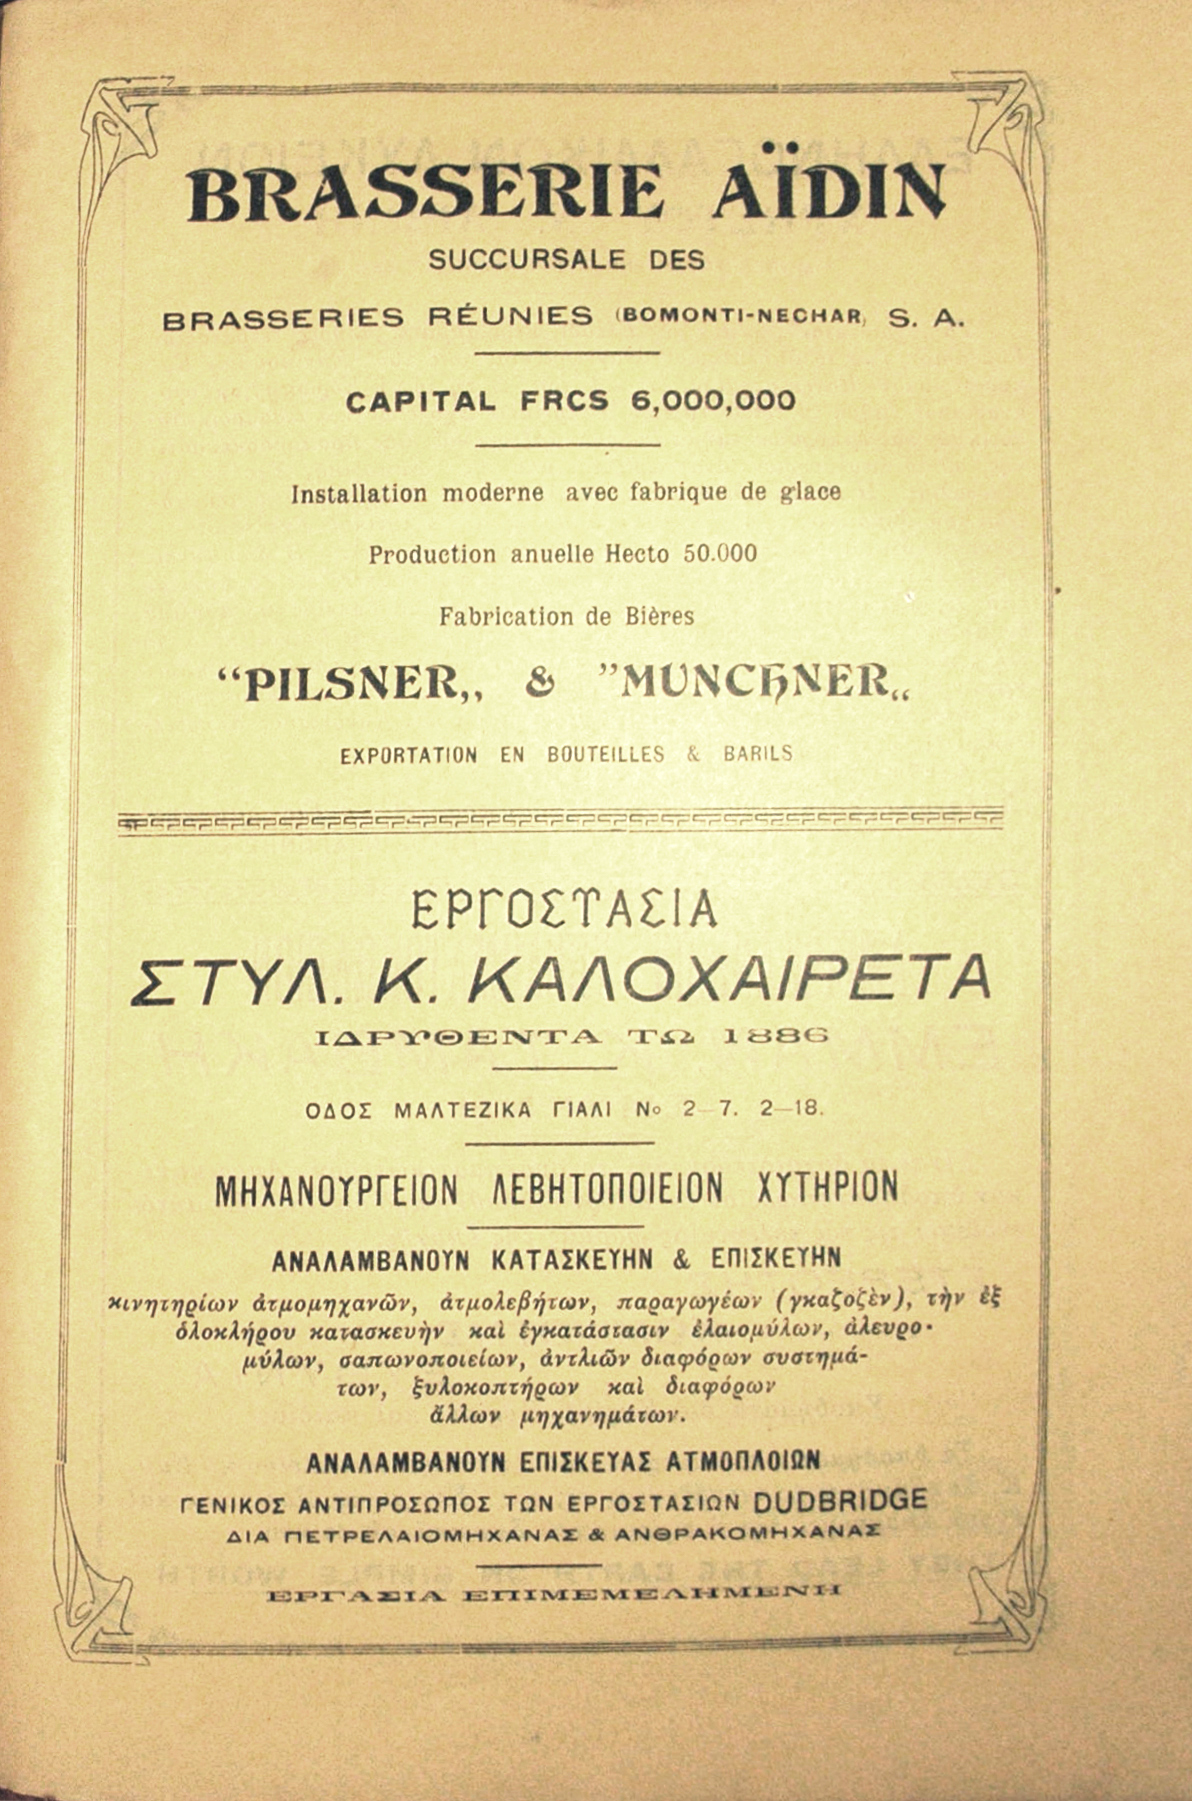 BRASSERIE AÏDIN
SUCCURSALE DES
BRASSERIES RÉUNIES (BOMONTI-NECHAR) S. A.
CAPITAL FRCS 6,000,000
Installation moderne avec fabrique de glace
Production anuelle Hecto 50.000
Fabrication de Bières
“PILSNER„ & ”MUNCHNER„
EXPORTATION EN BOUTEILLES & BARILS
ΕΡΓΟΣΤΑΣΙΑ
ΣΤΥΛ. Κ. ΚΑΛΟΧΑΙΡΕΤΑ
ΙΔΡΥΘΕΝΤΑ ΤΩ 1886
ΟΔΟΣ ΜΑΛΤΕΖΙΚΑ ΓΙΑΛΙ Νο 2–7. 2–18.
ΜΗΧΑΝΟΥΡΓΕΙΟΝ ΛΕΒΗΤΟΠΟΙΕΙΟΝ ΧΥΤΗΡΙΟΝ
ΑΝΑΛΑΜΒΑΝΟΥΝ ΚΑΤΑΣΚΕΥΗΝ & ΕΠΙΣΚΕΥΗΝ
κινητηρίων ἀτμομηχανῶν, ἀτμολεβήτων, παραγωγέων (γκαζοζὲν), τὴν ἐξ
ὁλοκλήρου κατασκευὴν καὶ ἐγκατάστασιν ἐλαιομύλων, ἀλευρο-
μύλων, σαπωνοποιείων, ἀντλιῶν διαφόρων συστημά-
των, ξυλοκοπτήρων καὶ διαφόρων
ἄλλων μηχανημάτων.
ΑΝΑΛΑΜΒΑΝΟΥΝ ΕΠΙΣΚΕΥΑΣ ΑΤΜΟΠΛΟΙΩΝ
ΓΕΝΙΚΟΣ ΑΝΤΙΠΡΟΣΩΠΟΣ ΤΩΝ ΕΡΓΟΣΤΑΣΙΩΝ DUDBRIDGE
ΔΙΑ ΠΕΤΡΕΛΑΙΟΜΗΧΑΝΑΣ & ΑΝΘΡΑΚΟΜΗΧΑΝΑΣ
ΕΡΓΑΣΙΑ ΕΠΙΜΕΜΕΛΗΜΕΝΗ